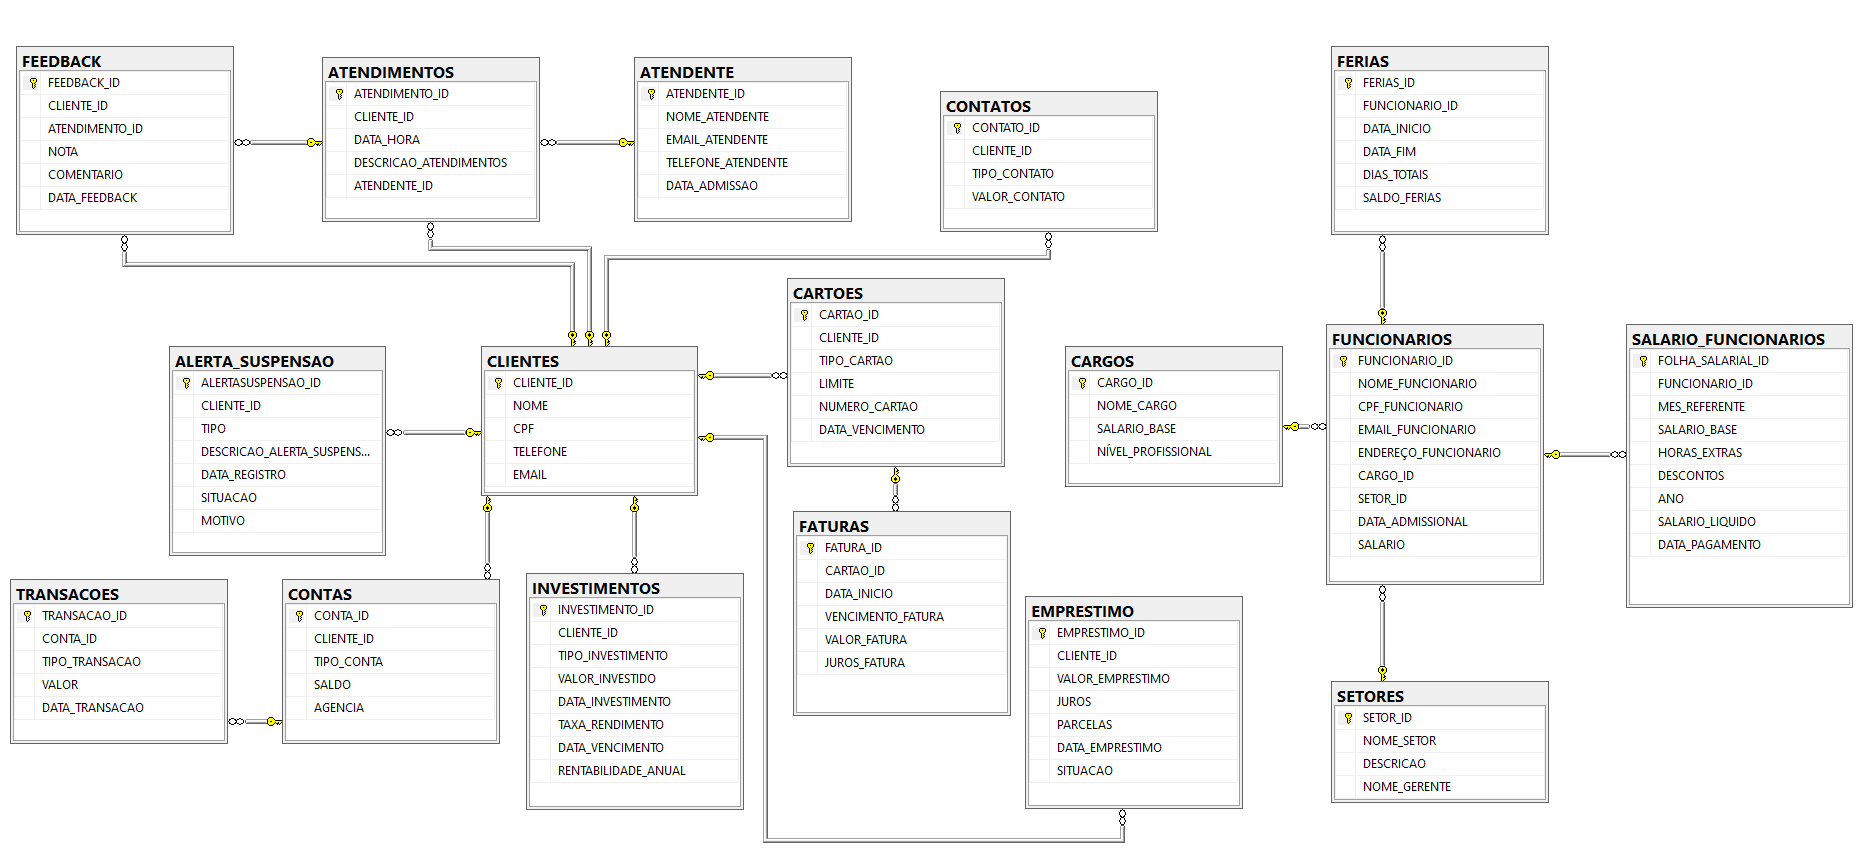 FEEDBACK
FEEDBACK_ID
CLIENTE_ID
ATENDIMENTO_ID
NOTA
COMENTARIO
DATA_FEEDBACK
ATENDIMENTOS
ATENDIMENTO_ID
CLIENTE_ID
DATA_HORA
DESCRICAO_ATENDIMENTOS
ATENDENTE_ID
ATENDENTE
ATENDENTE_ID
NOME_ATENDENTE
EMAIL_ATENDENTE
TELEFONE_ATENDENTE
DATA_ADMISSAO
CONTATOS
CONTATO_ID
CLIENTE_ID
TIPO_CONTATO
VALOR_CONTATO
FERIAS
FERIAS_ID
FUNCIONARIO_ID
DATA_INICIO
DATA_FIM
DIAS_TOTAIS
SALDO_FERIAS
ALERTA_SUSPENSAO
ALERTASUSPENSAO_ID
CLIENTE_ID
TIPO
DESCRICAO_ALERTA_SUSPENS...
DATA_REGISTRO
SITUACAO
MOTIVO
CLIENTES
CLIENTE_ID
NOME
CPF
TELEFONE
EMAIL
CARTOES
CARTAO_ID
CLIENTE_ID
TIPO_CARTAO
LIMITE
NUMERO_CARTAO
DATA_VENCIMENTO
CARGOS
CARGO_ID
NOME_CARGO
SALARIO_BASE
NÍVEL_PROFISSIONAL
FUNCIONARIOS
FUNCIONARIO_ID
NOME_FUNCIONARIO
CPF_FUNCIONARIO
EMAIL_FUNCIONARIO
ENDEREÇO_FUNCIONARIO
CARGO_ID
SETOR_ID
DATA_ADMISSIONAL
SALARIO
SALARIO_FUNCIONARIOS
FOLHA_SALARIAL_ID
FUNCIONARIO_ID
MES_REFERENTE
SALARIO_BASE
HORAS_EXTRAS
DESCONTOS
ANO
SALARIO_LIQUIDO
DATA_PAGAMENTO
TRANSACOES
TRANSACAO_ID
CONTA_ID
TIPO_TRANSACAO
VALOR
DATA_TRANSACAO
CONTAS
CONTA_ID
CLIENTE_ID
TIPO_CONTA
SALDO
AGENCIA
INVESTIMENTOS
INVESTIMENTO_ID
CLIENTE_ID
TIPO_INVESTIMENTO
VALOR_INVESTIDO
DATA_INVESTIMENTO
TAXA_RENDIMENTO
DATA_VENCIMENTO
RENTABILIDADE_ANUAL
FATURAS
FATURA_ID
CARTAO_ID
DATA_INICIO
VENCIMENTO_FATURA
VALOR_FATURA
JUROS_FATURA
EMPRESTIMO
EMPRESTIMO_ID
CLIENTE_ID
VALOR_EMPRESTIMO
JUROS
PARCELAS
DATA_EMPRESTIMO
SITUACAO
SETORES
SETOR_ID
NOME_SETOR
DESCRICAO
NOME_GERENTE